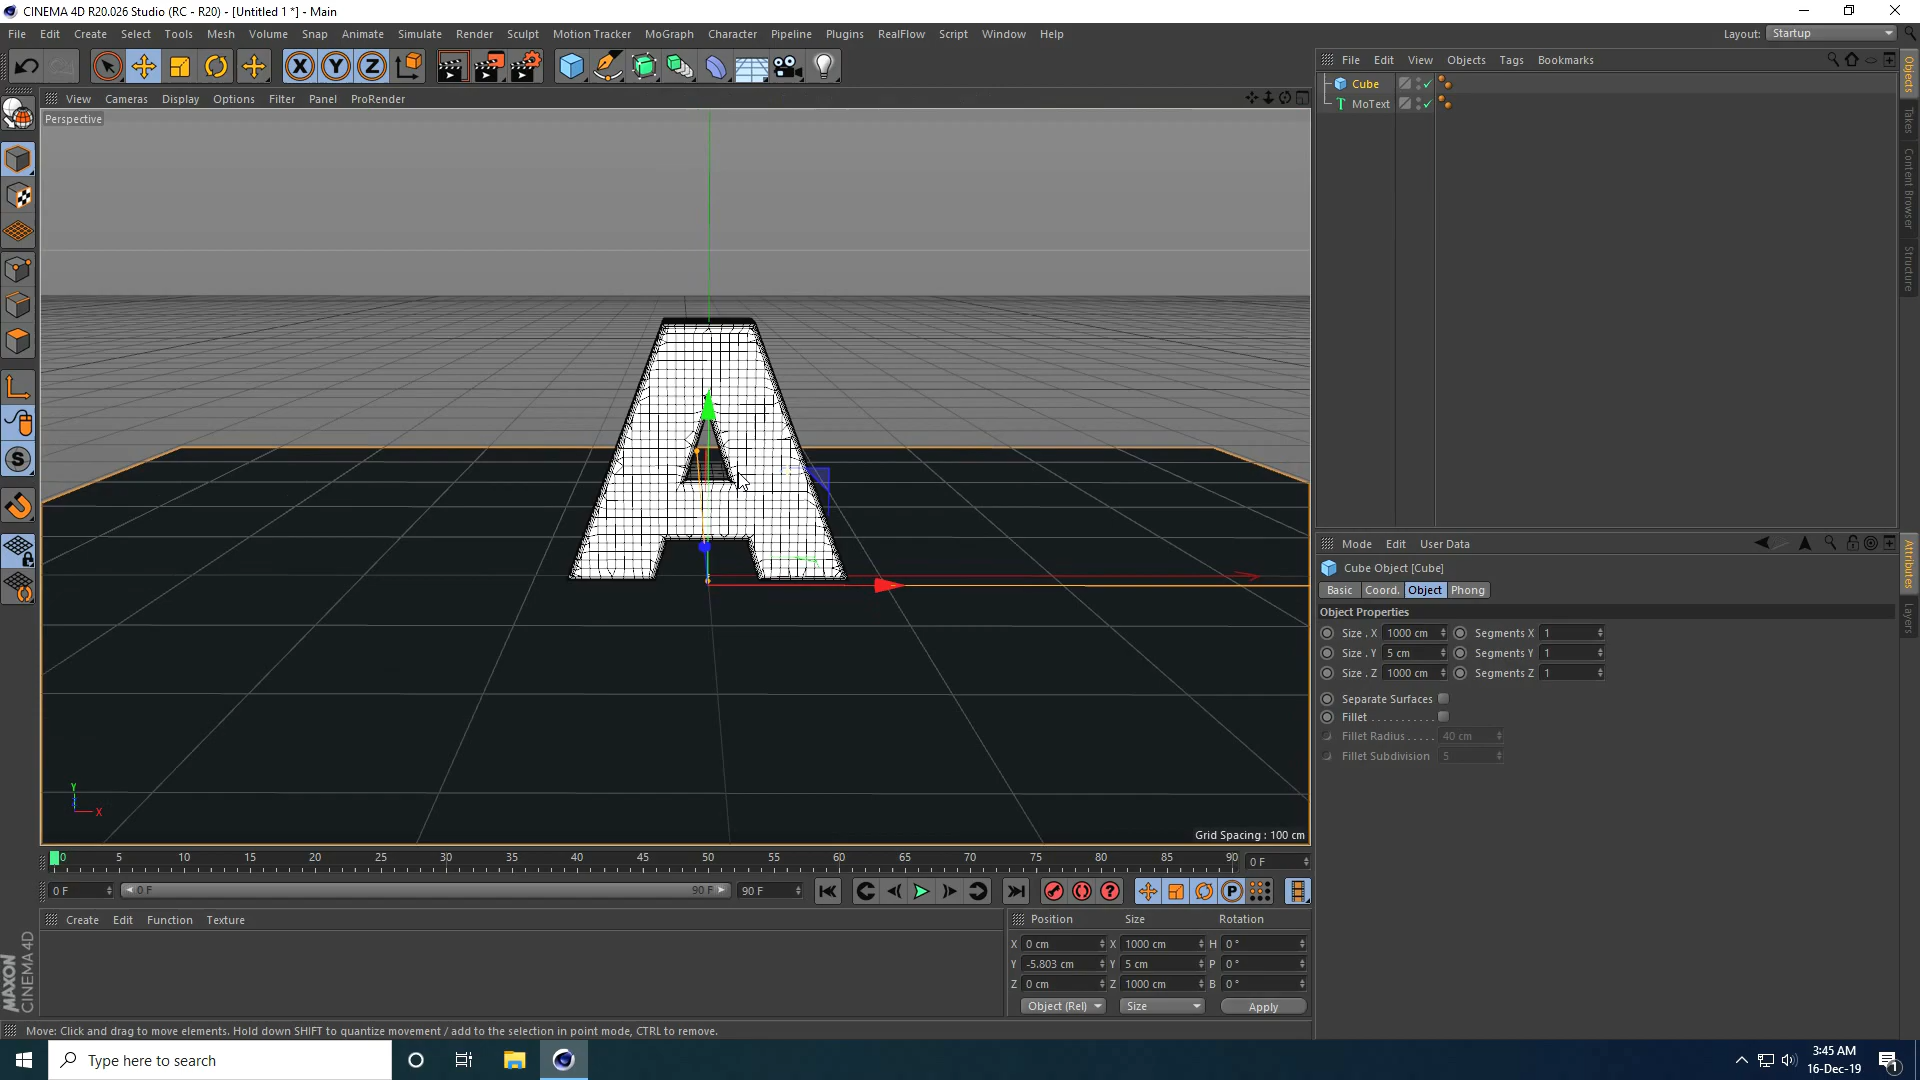 CINEMA 4D R20.026 Studio (RC - R20) - [Untitled 1 *] - Main
File Edit Create Select Tools Mesh Volume Snap Animate Simulate Render Sculpt Motion Tracker MoGraph Character Pipeline Plugins RealFlow Script Window Help
Layout: Startup
X Y Z
File Edit View Objects Tags Bookmarks
View Cameras Display Options Filter Panel ProRender
Perspective
Cube
MoText
Objects
Takes
Content Browser
Structure
A
Y
X
Grid Spacing : 100 cm
Mode Edit User Data
Cube Object [Cube]
Basic Coord. Object Phong
Object Properties
Size . X 1000 cm Segments X 1
Size . Y 5 cm Segments Y 1
Size . Z 1000 cm Segments Z 1
Separate Surfaces
Fillet
Fillet Radius 40 cm
Fillet Subdivision 5
Attributes
Layers
0 5 10 15 20 25 30 35 40 45 50 55 60 65 70 75 80 85 90 0 F
0 F 0 F 90 F 90 F
Create Edit Function Texture
Position Size Rotation
X 0 cm X 1000 cm H 0 °
Y -5.803 cm Y 5 cm P 0 °
Z 0 cm Z 1000 cm B 0 °
Object (Rel) Size Apply
MAXON CINEMA 4D
Move: Click and drag to move elements. Hold down SHIFT to quantize movement / add to the selection in point mode, CTRL to remove.
Type here to search
3:45 AM
16-Dec-19
1